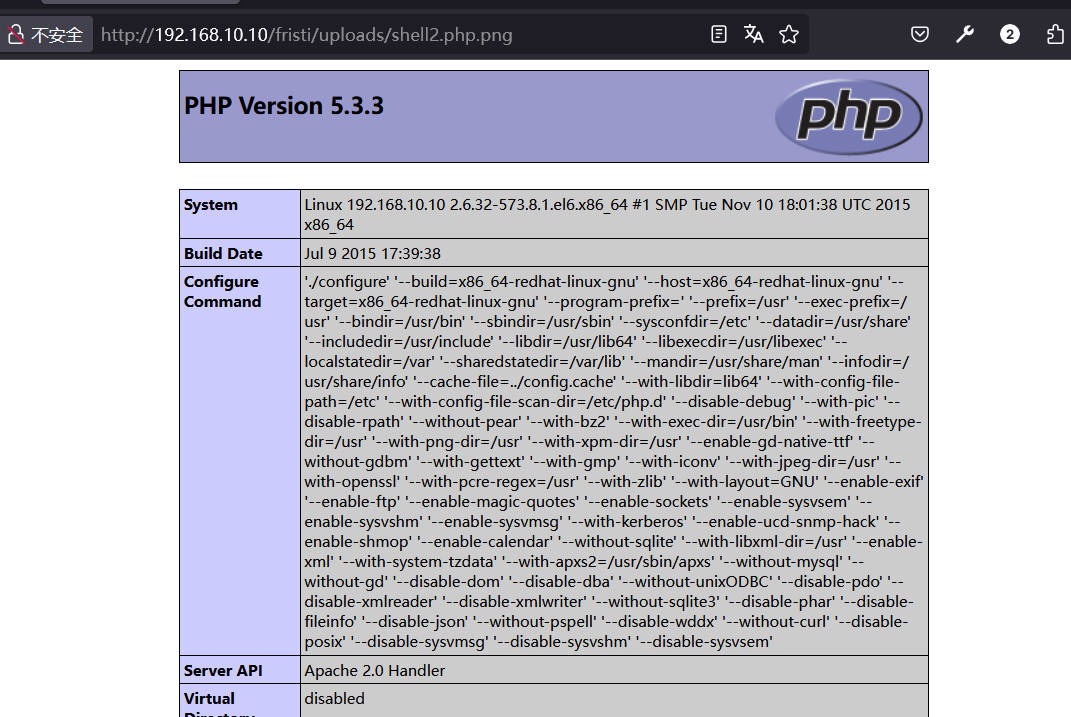 不安全
http://192.168.10.10/fristi/uploads/shell2.php.png
2
PHP Version 5.3.3
php
System
Linux 192.168.10.10 2.6.32-573.8.1.el6.x86_64 #1 SMP Tue Nov 10 18:01:38 UTC 2015
x86_64
Build Date
Jul 9 2015 17:39:38
Configure
Command
'./configure' '--build=x86_64-redhat-linux-gnu' '--host=x86_64-redhat-linux-gnu' '--
target=x86_64-redhat-linux-gnu' '--program-prefix=' '--prefix=/usr' '--exec-prefix=/
usr' '--bindir=/usr/bin' '--sbindir=/usr/sbin' '--sysconfdir=/etc' '--datadir=/usr/share'
'--includedir=/usr/include' '--libdir=/usr/lib64' '--libexecdir=/usr/libexec' '--
localstatedir=/var' '--sharedstatedir=/var/lib' '--mandir=/usr/share/man' '--infodir=/
usr/share/info' '--cache-file=../config.cache' '--with-libdir=lib64' '--with-config-file-
path=/etc' '--with-config-file-scan-dir=/etc/php.d' '--disable-debug' '--with-pic' '--
disable-rpath' '--without-pear' '--with-bz2' '--with-exec-dir=/usr/bin' '--with-freetype-
dir=/usr' '--with-png-dir=/usr' '--with-xpm-dir=/usr' '--enable-gd-native-ttf' '--
without-gdbm' '--with-gettext' '--with-gmp' '--with-iconv' '--with-jpeg-dir=/usr' '--
with-openssl' '--with-pcre-regex=/usr' '--with-zlib' '--with-layout=GNU' '--enable-exif'
'--enable-ftp' '--enable-magic-quotes' '--enable-sockets' '--enable-sysvsem' '--
enable-sysvshm' '--enable-sysvmsg' '--with-kerberos' '--enable-ucd-snmp-hack' '--
enable-shmop' '--enable-calendar' '--without-sqlite' '--with-libxml-dir=/usr' '--enable-
xml' '--with-system-tzdata' '--with-apxs2=/usr/sbin/apxs' '--without-mysql' '--
without-gd' '--disable-dom' '--disable-dba' '--without-unixODBC' '--disable-pdo' '--
disable-xmlreader' '--disable-xmlwriter' '--without-sqlite3' '--disable-phar' '--disable-
fileinfo' '--disable-json' '--without-pspell' '--disable-wddx' '--without-curl' '--disable-
posix' '--disable-sysvmsg' '--disable-sysvshm' '--disable-sysvsem'
Server API
Apache 2.0 Handler
Virtual
Directory
disabled